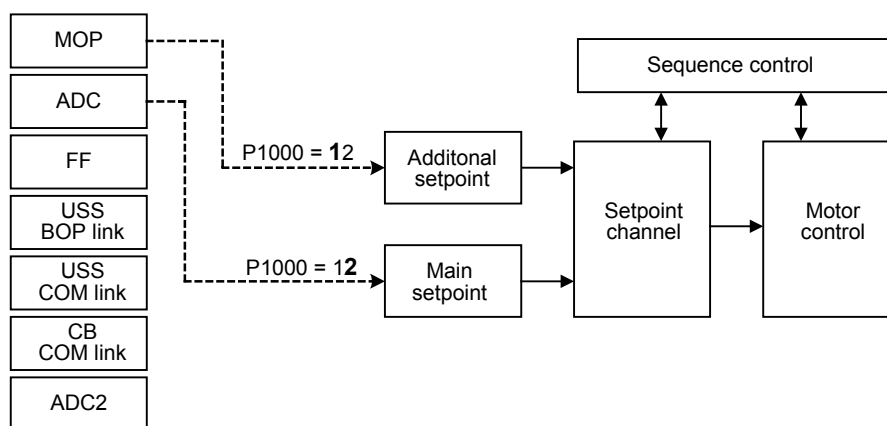 MOP
ADC
FF
USS
BOP link
USS
COM link
CB
COM link
ADC2
P1000 = 12
P1000 = 12
Additonal
setpoint
Main
setpoint
Sequence control
Setpoint
channel
Motor
control